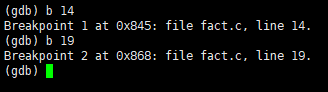 (gdb) b 14
Breakpoint 1 at 0x845: file fact.c, line 14.
(gdb) b 19
Breakpoint 2 at 0x868: file fact.c, line 19.
(gdb)